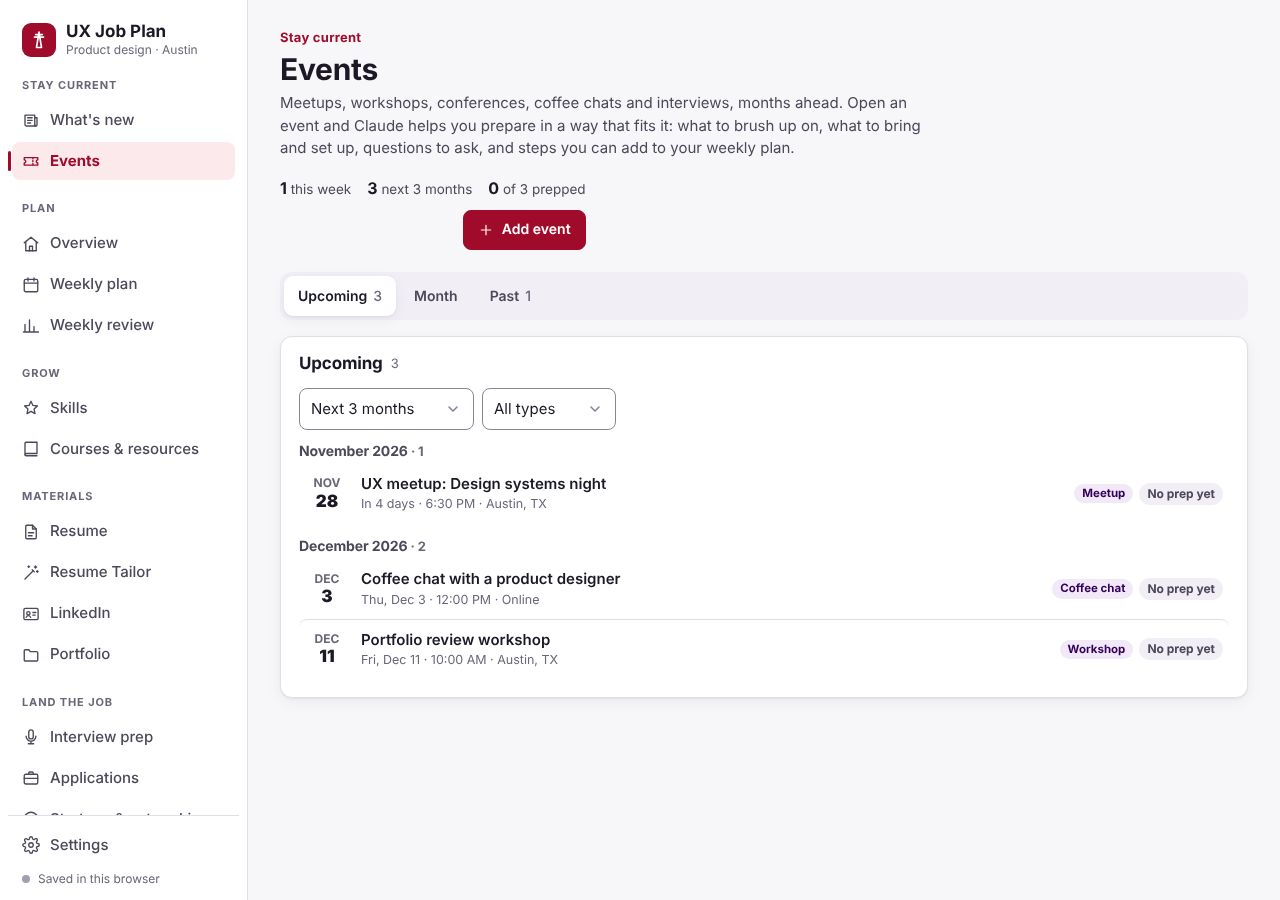 UX Job Plan
Product design · Austin
STAY CURRENT
What's new
Events
PLAN
Overview
Weekly plan
Weekly review
GROW
Skills
Courses & resources
MATERIALS
Resume
Resume Tailor
LinkedIn
Portfolio
LAND THE JOB
Interview prep
Applications
Settings
Saved in this browser
Stay current
Events
Meetups, workshops, conferences, coffee chats and interviews, months ahead. Open an
event and Claude helps you prepare in a way that fits it: what to brush up on, what to bring
and set up, questions to ask, and steps you can add to your weekly plan.
1 this week 3 next 3 months 0 of 3 prepped
Add event
Upcoming 3 Month Past 1
Upcoming 3
Next 3 months All types
November 2026 · 1
NOV
28
UX meetup: Design systems night
In 4 days · 6:30 PM · Austin, TX
Meetup No prep yet
December 2026 · 2
DEC
3
Coffee chat with a product designer
Thu, Dec 3 · 12:00 PM · Online
Coffee chat No prep yet
DEC
11
Portfolio review workshop
Fri, Dec 11 · 10:00 AM · Austin, TX
Workshop No prep yet